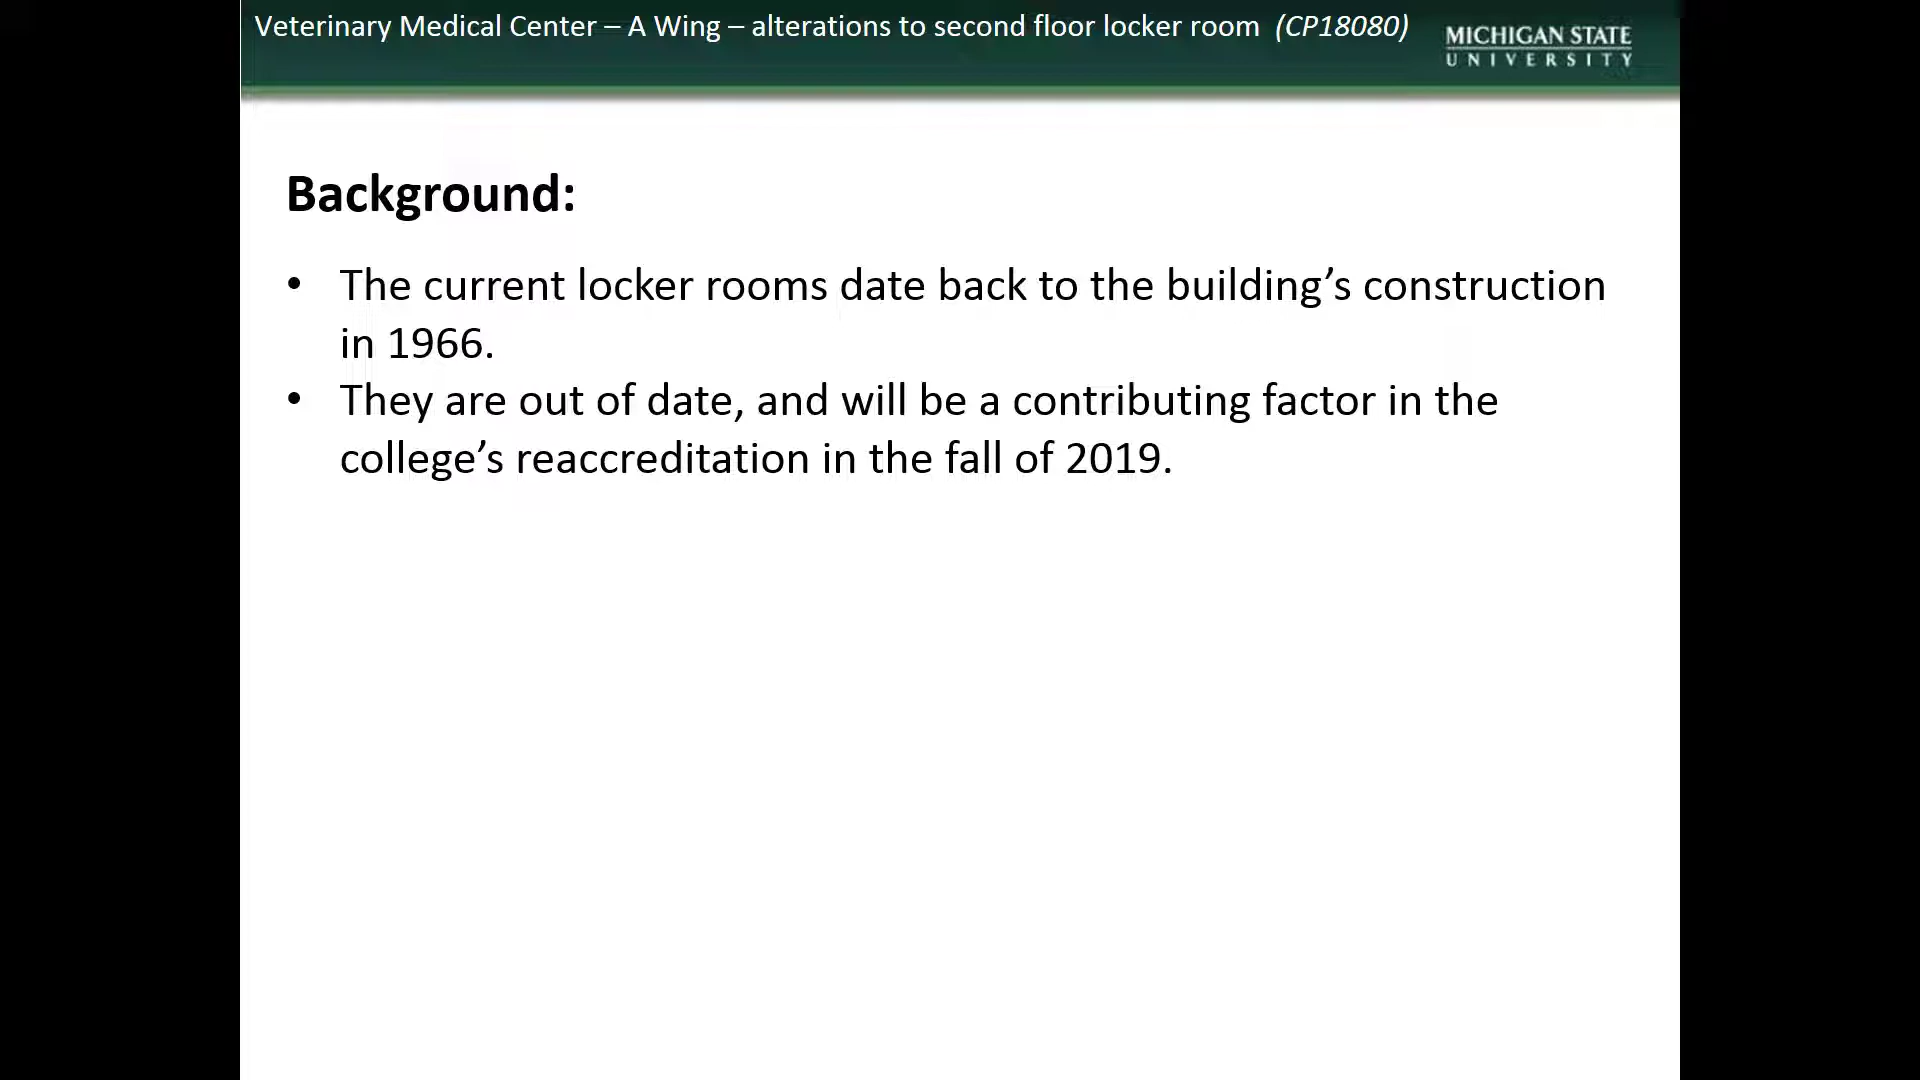 Veterinary Medical Center – A Wing – alterations to second floor locker room (CP18080)
MICHIGAN STATE
UNIVERSITY
Background:
• The current locker rooms date back to the building’s construction
in 1966.
• They are out of date, and will be a contributing factor in the
college’s reaccreditation in the fall of 2019.